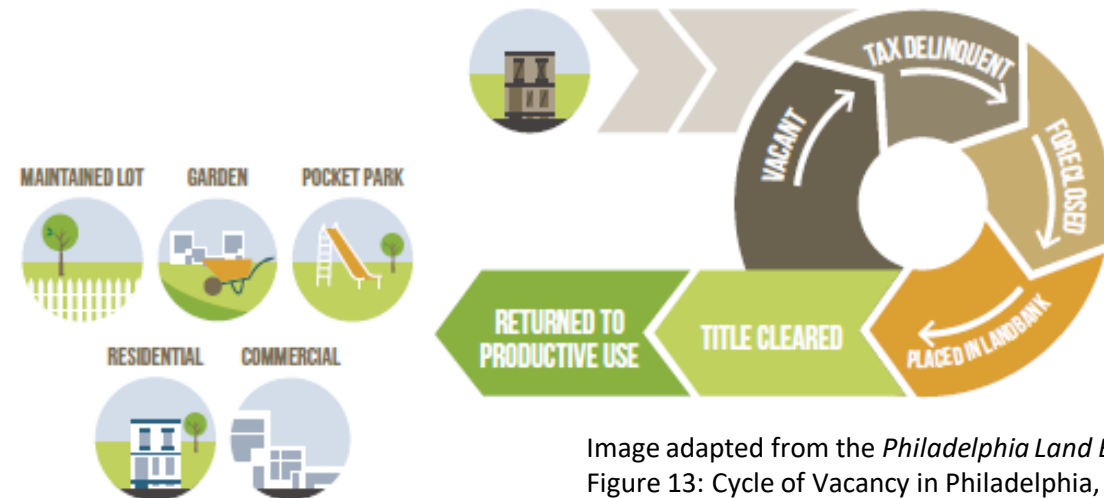 MAINTAINED LOT
GARDEN
POCKET PARK
RESIDENTIAL
COMMERCIAL
VACANT
TAX DELINQUENT
FORECLOSED
PLACED IN LANDBANK
TITLE CLEARED
RETURNED TO
PRODUCTIVE USE
Image adapted from the Philadelphia Land
Figure 13: Cycle of Vacancy in Philadelphia,